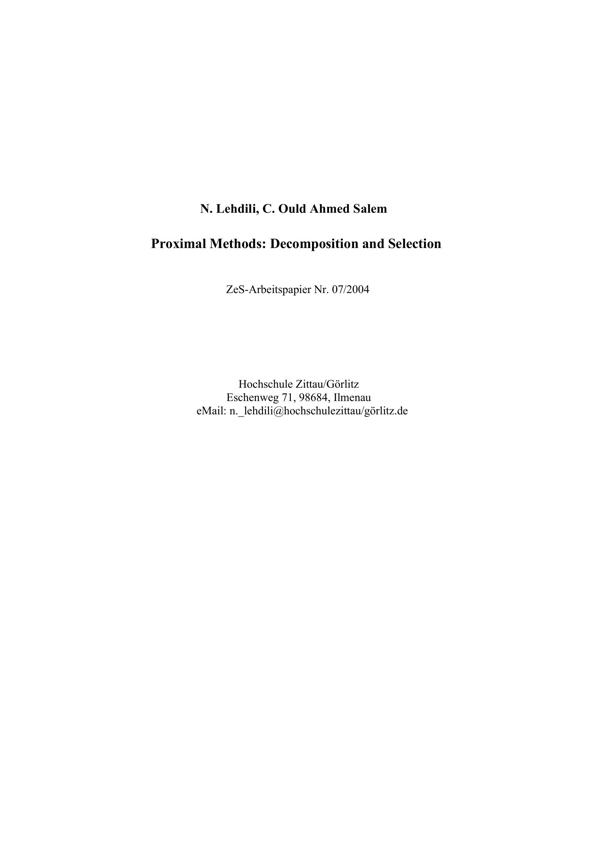 N. Lehdili, C. Ould Ahmed Salem
Proximal Methods: Decomposition and Selection
ZeS-Arbeitspapier Nr. 07/2004
Hochschule Zittau/Görlitz
Eschenweg 71, 98684, Ilmenau
eMail: n._lehdili@hochschulezittau/görlitz.de